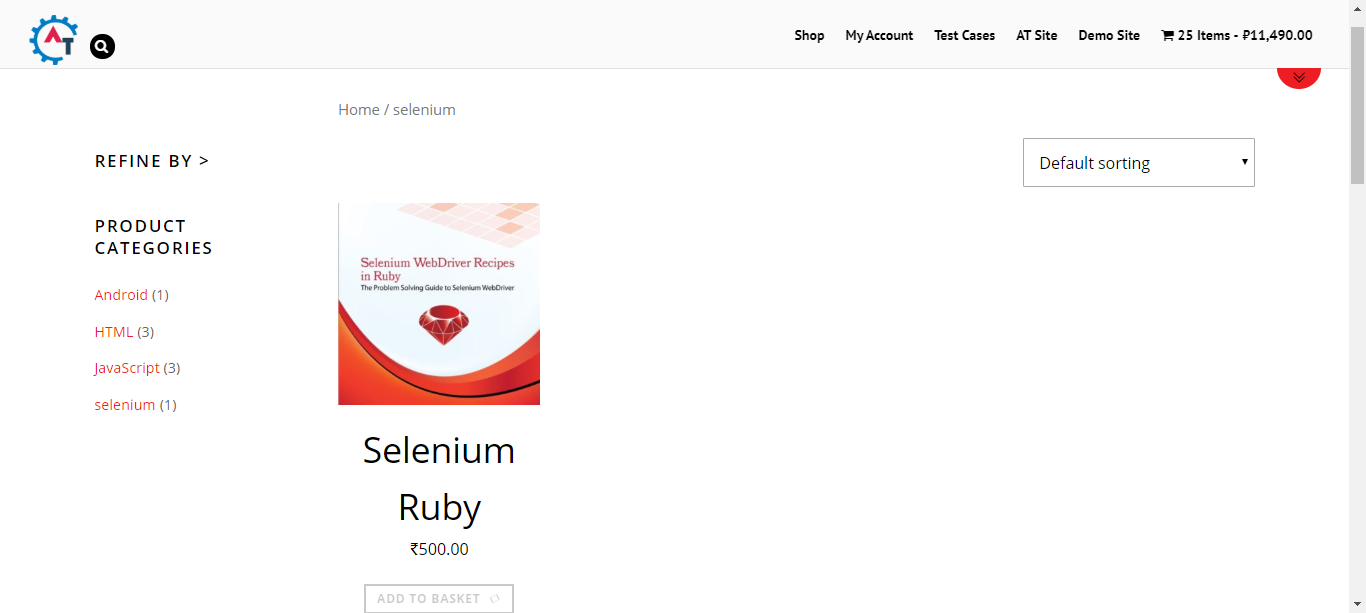 AT
Shop
My Account
Test Cases
AT Site
Demo Site
25 Items - ₽11,490.00
Home / selenium
REFINE BY >
Default sorting
PRODUCT
CATEGORIES
Android (1)
HTML (3)
JavaScript (3)
selenium (1)
Selenium WebDriver Recipes
in Ruby
The Problem Solving Guide to Selenium WebDriver
Selenium
Ruby
₹500.00
ADD TO BASKET